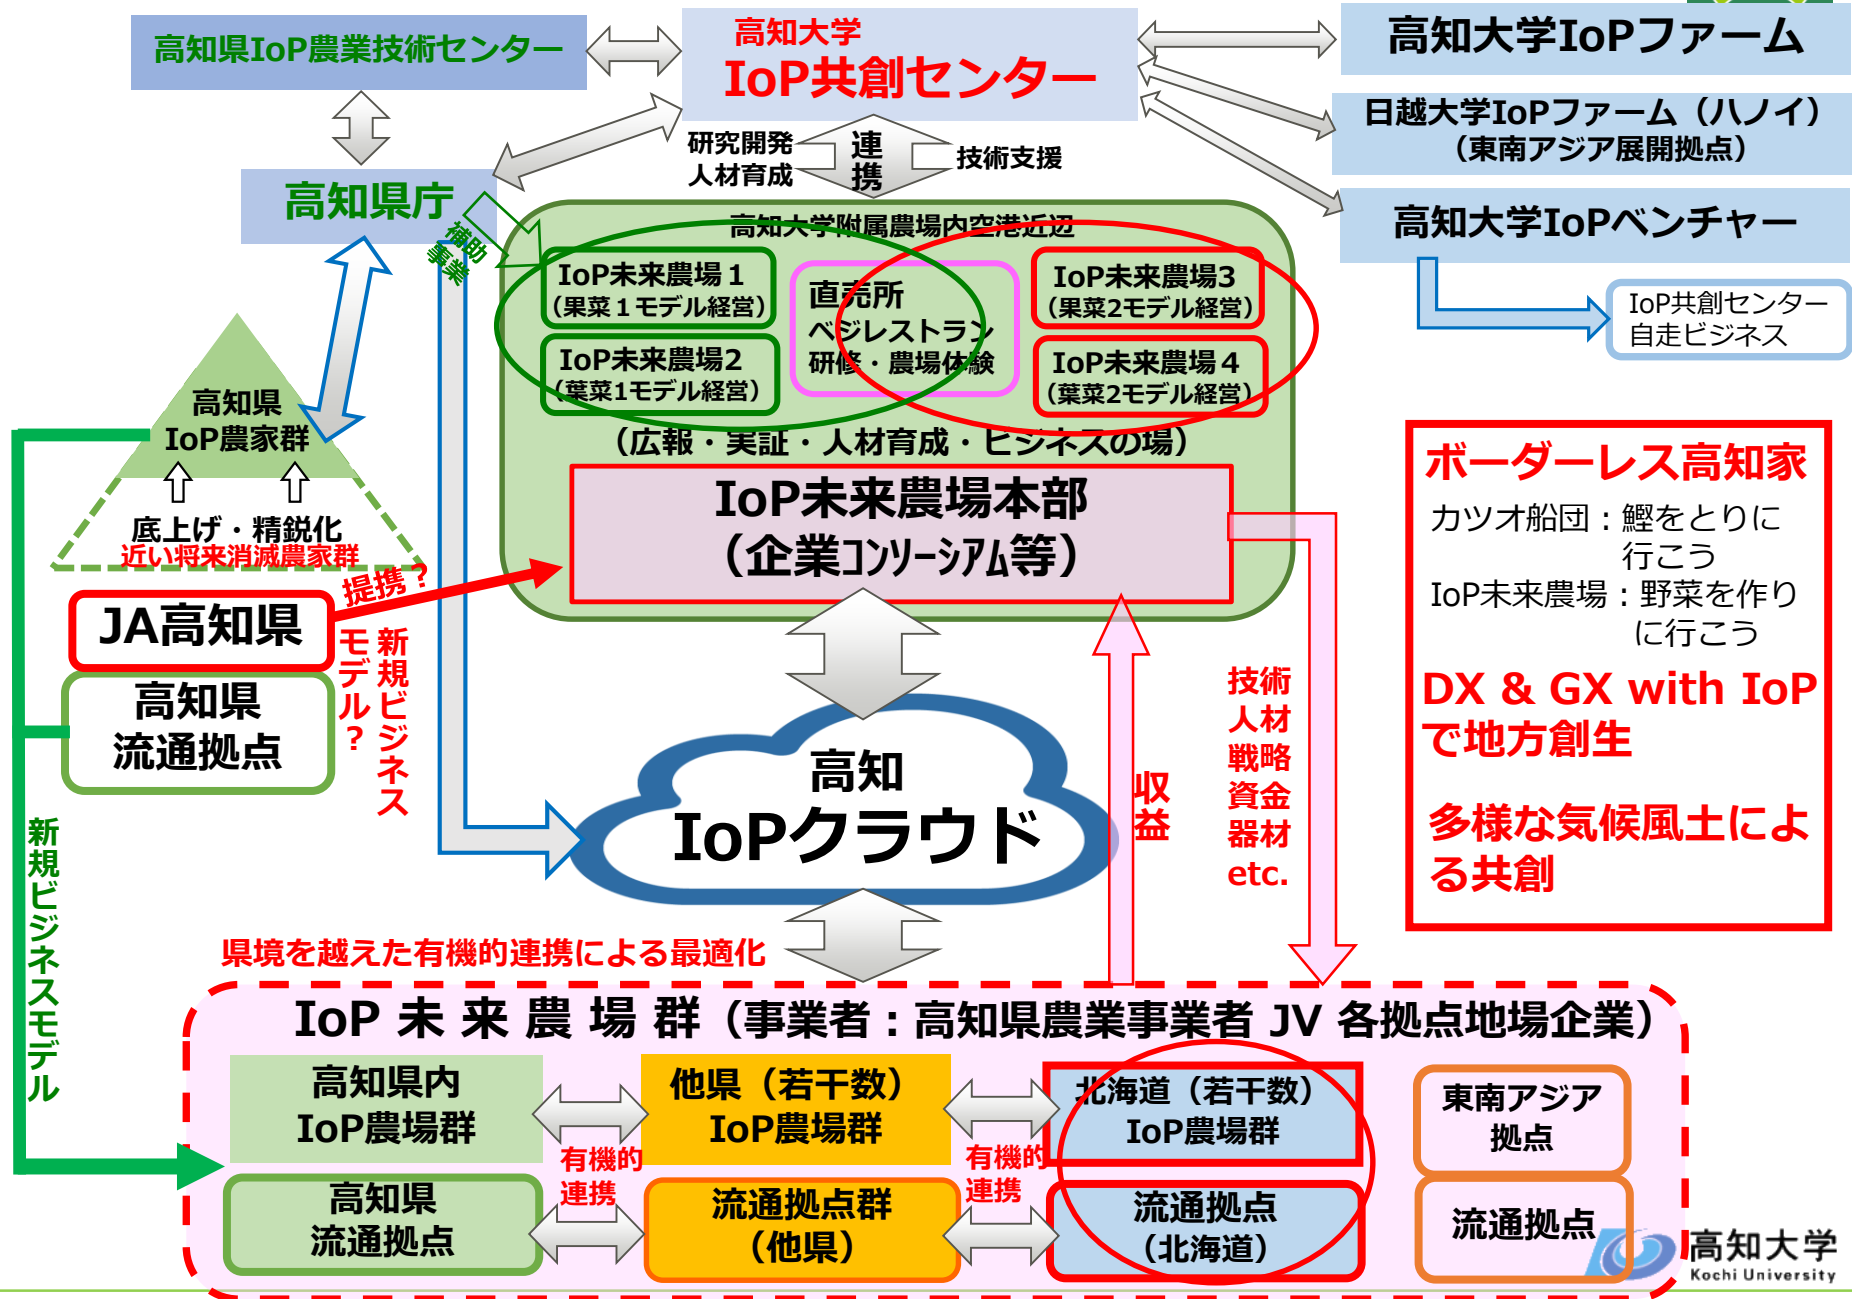 高知県IoP農業技術センター
高知大学
IoP共創センター
高知大学IoPファーム
日越大学IoPファーム（ハノイ）
（東南アジア展開拠点）
高知大学IoPベンチャー
IoP共創センター
自走ビジネス
研究開発
人材育成
連携
技術支援
高知県庁
補助
事業
高知大学附属農場内空港近辺
IoP未来農場１
（果菜１モデル経営）
IoP未来農場2
（葉菜1モデル経営）
直売所
ベジレストラン
研修・農場体験
IoP未来農場3
（果菜2モデル経営）
IoP未来農場４
（葉菜2モデル経営）
（広報・実証・人材育成・ビジネスの場）
IoP未来農場本部
（企業コンソーシアム等）
高知県
IoP農家群
底上げ・精鋭化
近い将来消滅農家群
提携？
JA高知県
高知県
流通拠点
新規ビジネス
モデル？
新規ビジネスモデル
高知
IoPクラウド
収益
技術
人材
戦略
資金
器材
etc.
ボーダーレス高知家
カツオ船団：鰹をとりに
行こう
IoP未来農場：野菜を作り
に行こう
DX & GX with IoP
で地方創生
多様な気候風土によ
る共創
県境を越えた有機的連携による最適化
IoP 未 来 農 場 群（事業者：高知県農業事業者 JV 各拠点地場企業）
高知県内
IoP農場群
他県（若干数）
IoP農場群
北海道（若干数）
IoP農場群
東南アジア
拠点
有機的
連携
有機的
連携
高知県
流通拠点
流通拠点群
（他県）
流通拠点
（北海道）
流通拠点
高知大学
Kochi University